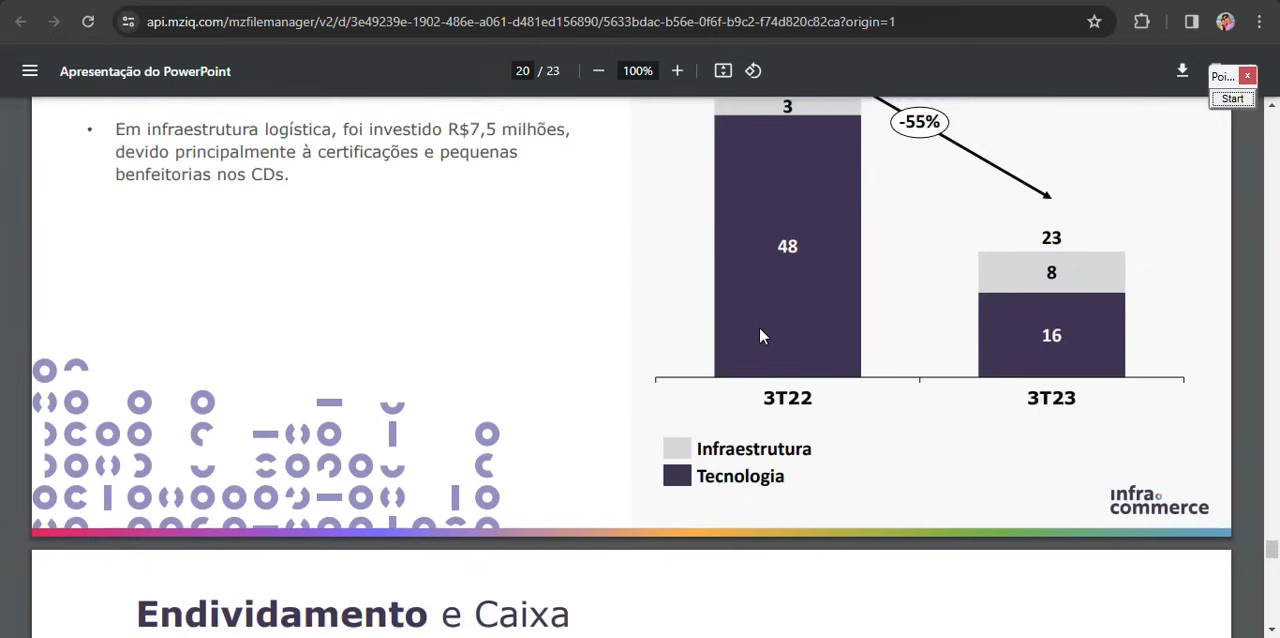 api.mziq.com/mzfilemanager/v2/d/3e49239e-1902-486e-a061-d481ed156890/5633bdac-b56e-0f6f-b9c2-f74d820c82ca?origin=1
Apresentação do PowerPoint
20 / 23
100%
Poi...
x
Start
• Em infraestrutura logística, foi investido R$7,5 milhões,
devido principalmente à certificações e pequenas
benfeitorias nos CDs.
3
-55%
48
23
8
16
3T22
3T23
Infraestrutura
Tecnologia
infra.
commerce
Endividamento e Caixa